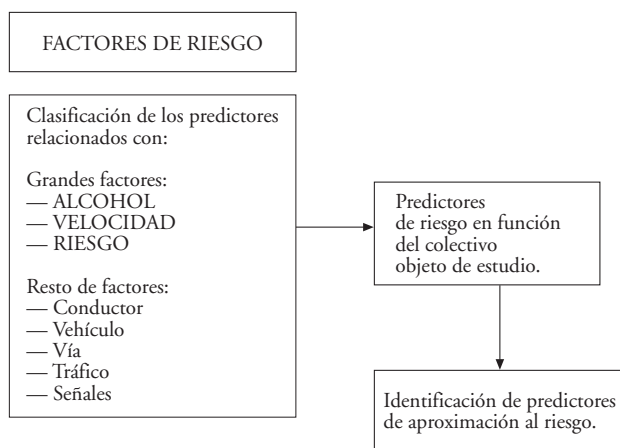 FACTORES DE RIESGO
Clasificación de los predictores
relacionados con:
Grandes factores:
— ALCOHOL
— VELOCIDAD
— RIESGO
Resto de factores:
— Conductor
— Vehículo
— Vía
— Tráfico
— Señales
Predictores
de riesgo en función
del colectivo
objeto de estudio.
Identificación de predictores
de aproximación al riesgo.